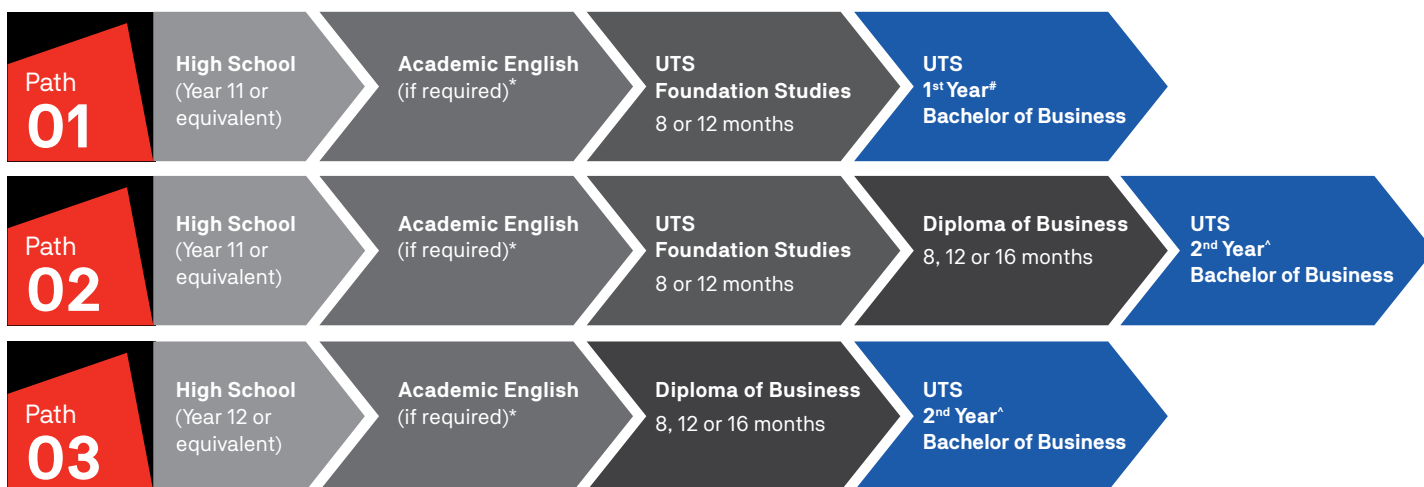 Path
01
High School
(Year 11 or
equivalent)
Academic English
(if required)*
UTS
Foundation Studies
8 or 12 months
UTS
1st Year#
Bachelor of Business
Path
02
High School
(Year 11 or
equivalent)
Academic English
(if required)*
UTS
Foundation Studies
8 or 12 months
Diploma of Business
8, 12 or 16 months
UTS
2nd Year^
Bachelor of Business
Path
03
High School
(Year 12 or
equivalent)
Academic English
(if required)*
Diploma of Business
8, 12 or 16 months
UTS
2nd Year^
Bachelor of Business